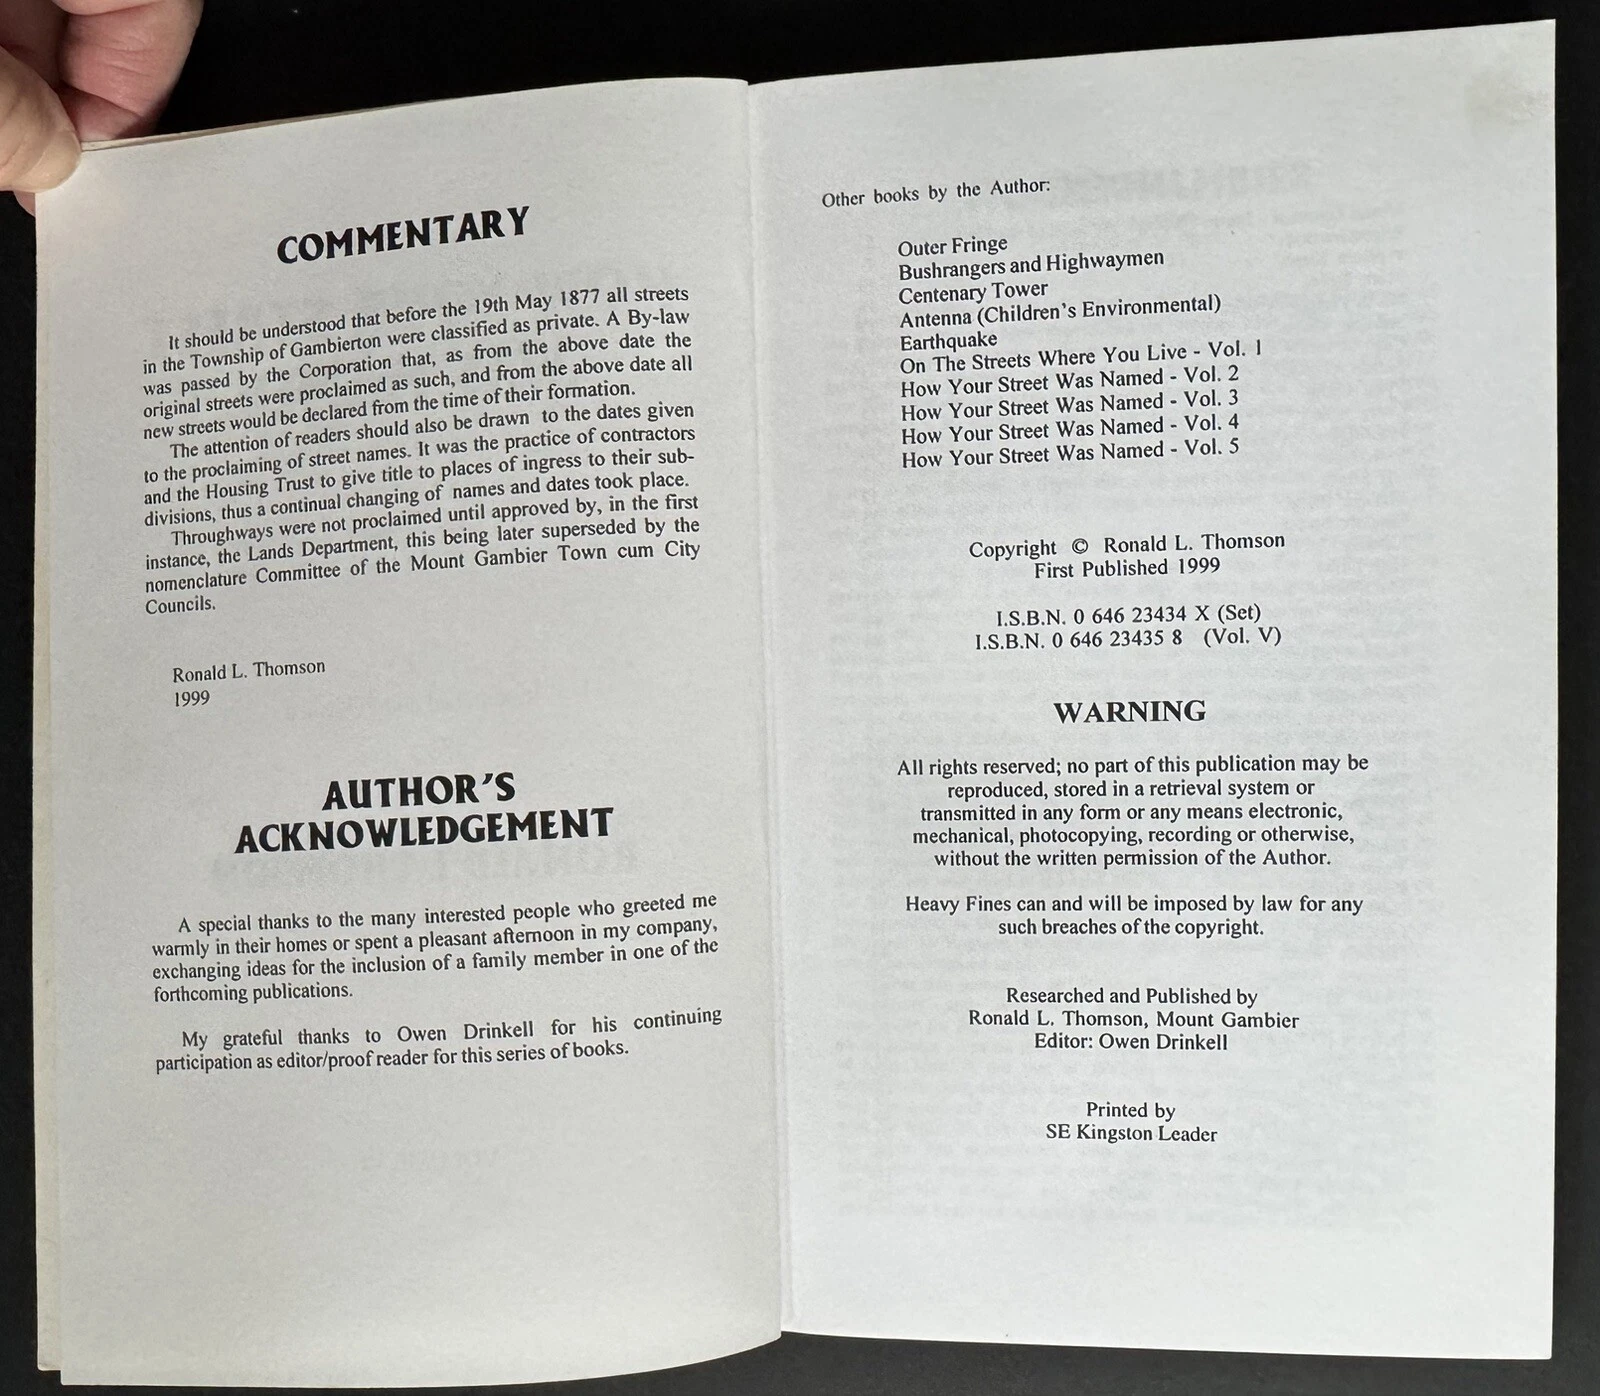 COMMENTARY
It should be understood that before the 19th May 1877 all streets
in the Township of Gambierton were classified as private. A By-law
was passed by the Corporation that, as from the above date the
original streets were proclaimed as such, and from the above date all
new streets would be declared from the time of their formation.
The attention of readers should also be drawn to the dates given
to the proclaiming of street names. It was the practice of contractors
and the Housing Trust to give title to places of ingress to their sub-
divisions, thus a continual changing of names and dates took place.
Throughways were not proclaimed until approved by, in the first
instance, the Lands Department, this being later superseded by the
nomenclature Committee of the Mount Gambier Town cum City
Councils.
Ronald L. Thomson
1999
AUTHOR'S
ACKNOWLEDGEMENT
A special thanks to the many interested people who greeted me
warmly in their homes or spent a pleasant afternoon in my company,
exchanging ideas for the inclusion of a family member in one of the
forthcoming publications.
My grateful thanks to Owen Drinkell for his continuing
participation as editor/proof reader for this series of books.
Other books by the Author:
Outer Fringe
Bushrangers and Highwaymen
Centenary Tower
Antenna (Children's Environmental)
Earthquake
On The Streets Where You Live - Vol. 1
How Your Street Was Named - Vol. 2
How Your Street Was Named - Vol. 3
How Your Street Was Named - Vol. 4
How Your Street Was Named - Vol. 5
Copyright © Ronald L. Thomson
First Published 1999
I.S.B.N. 0 646 23434 X (Set)
I.S.B.N. 0 646 23435 8 (Vol. V)
WARNING
All rights reserved; no part of this publication may be
reproduced, stored in a retrieval system or
transmitted in any form or any means electronic,
mechanical, photocopying, recording or otherwise,
without the written permission of the Author.
Heavy Fines can and will be imposed by law for any
such breaches of the copyright.
Researched and Published by
Ronald L. Thomson, Mount Gambier
Editor: Owen Drinkell
Printed by
SE Kingston Leader